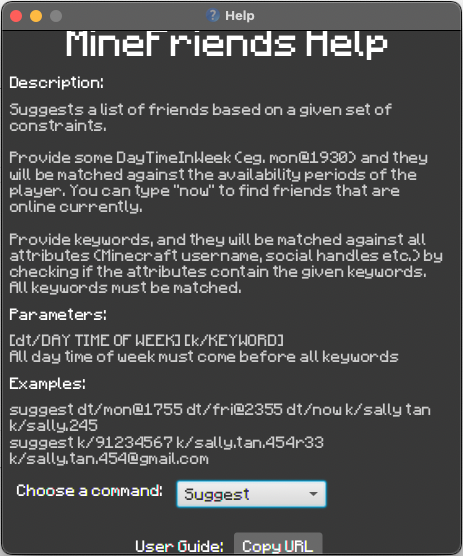 Help
MineFriends Help
Description:
Suggests a list of friends based on a given set of
constraints.
Provide some DayTimeInWeek (eg. mon@1930) and they
will be matched against the availability periods of the
player. You can type "now" to find friends that are
online currently.
Provide keywords, and they will be matched against all
attributes (Minecraft username, social handles etc.) by
checking if the attributes contain the given keywords.
All keywords must be matched.
Parameters:
[dt/DAY TIME OF WEEK] [k/KEYWORD]
All day time of week must come before all keywords
Examples:
suggest dt/mon@1755 dt/fri@2355 dt/now k/sally tan
k/sally.245
suggest k/91234567 k/sally.tan.454r33
k/sally.tan.454@gmail.com
Choose a command: Suggest
User Guide: Copy URL